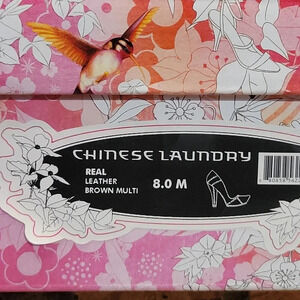 CHINESE LAUNDRY
REAL
LEATHER
BROWN MULTI
8.0 M